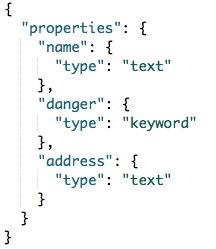 {
  "properties": {
    "name": {
      "type": "text"
    },
    "danger": {
      "type": "keyword"
    },
    "address": {
      "type": "text"
    }
  }
}